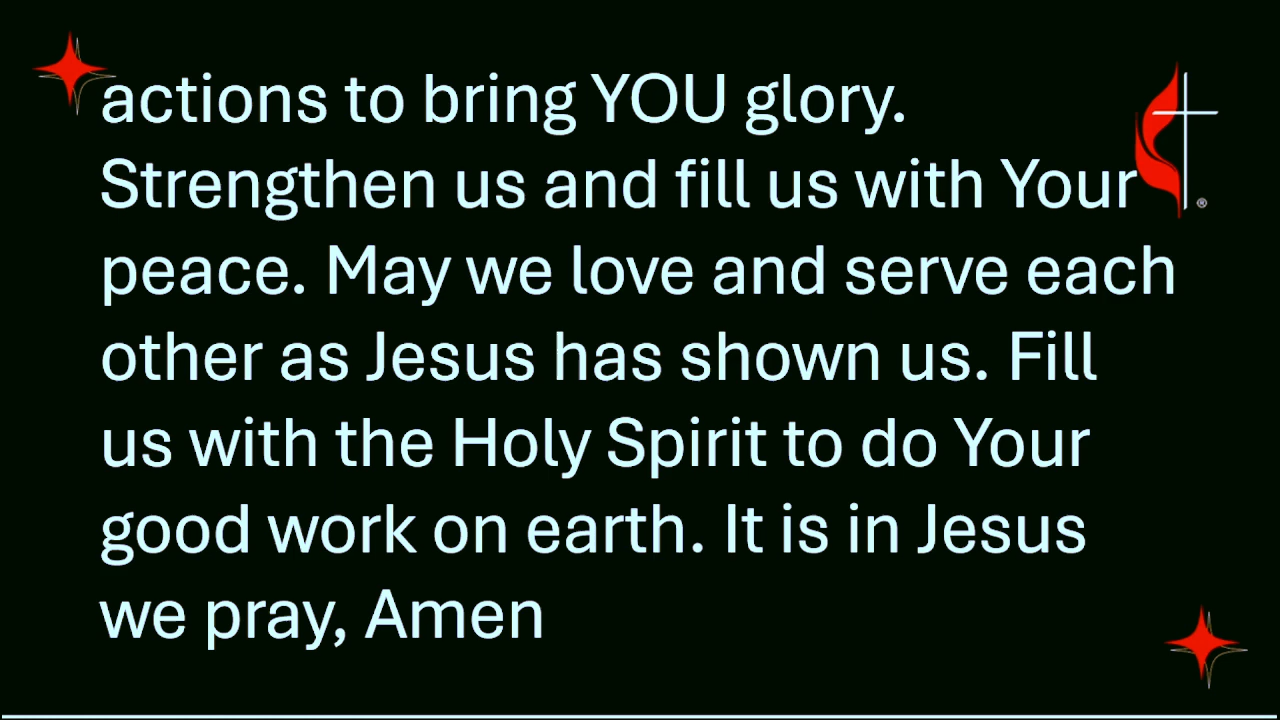 actions to bring YOU glory.
Strengthen us and fill us with Your
peace. May we love and serve each
other as Jesus has shown us. Fill
us with the Holy Spirit to do Your
good work on earth. It is in Jesus
we pray, Amen
®